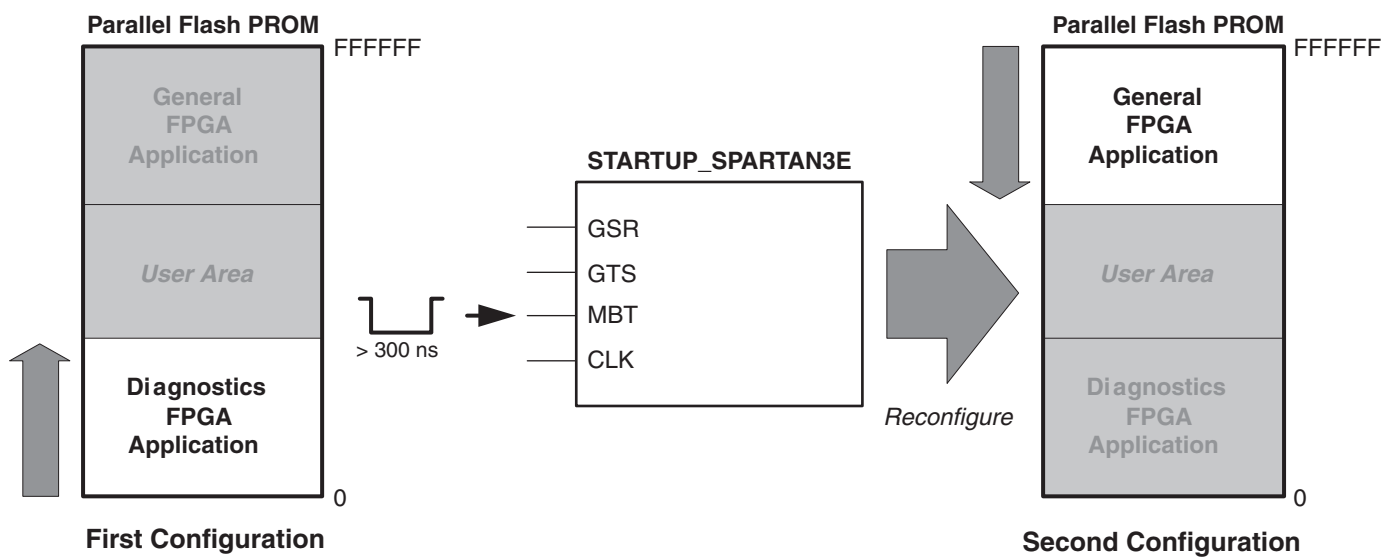 Parallel Flash PROM
FFFFFF
General
FPGA
Application
User Area
Diagnostics
FPGA
Application
0
First Configuration
> 300 ns
STARTUP_SPARTAN3E
GSR
GTS
MBT
CLK
Reconfigure
Parallel Flash PROM
FFFFFF
General
FPGA
Application
User Area
Diagnostics
FPGA
Application
0
Second Configuration